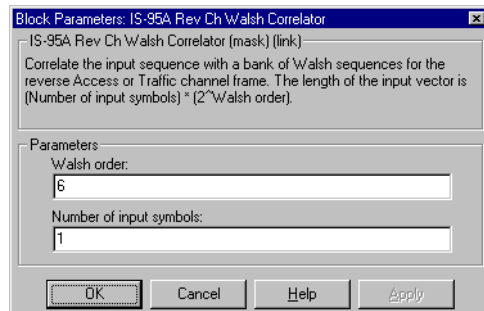 Block Parameters: IS-95A Rev Ch Walsh Correlator
IS-95A Rev Ch Walsh Correlator (mask) (link)
Correlate the input sequence with a bank of Walsh sequences for the
reverse Access or Traffic channel frame. The length of the input vector is
(Number of input symbols) * (2^Walsh order).
Parameters
Walsh order:
6
Number of input symbols:
1
OK Cancel Help Apply